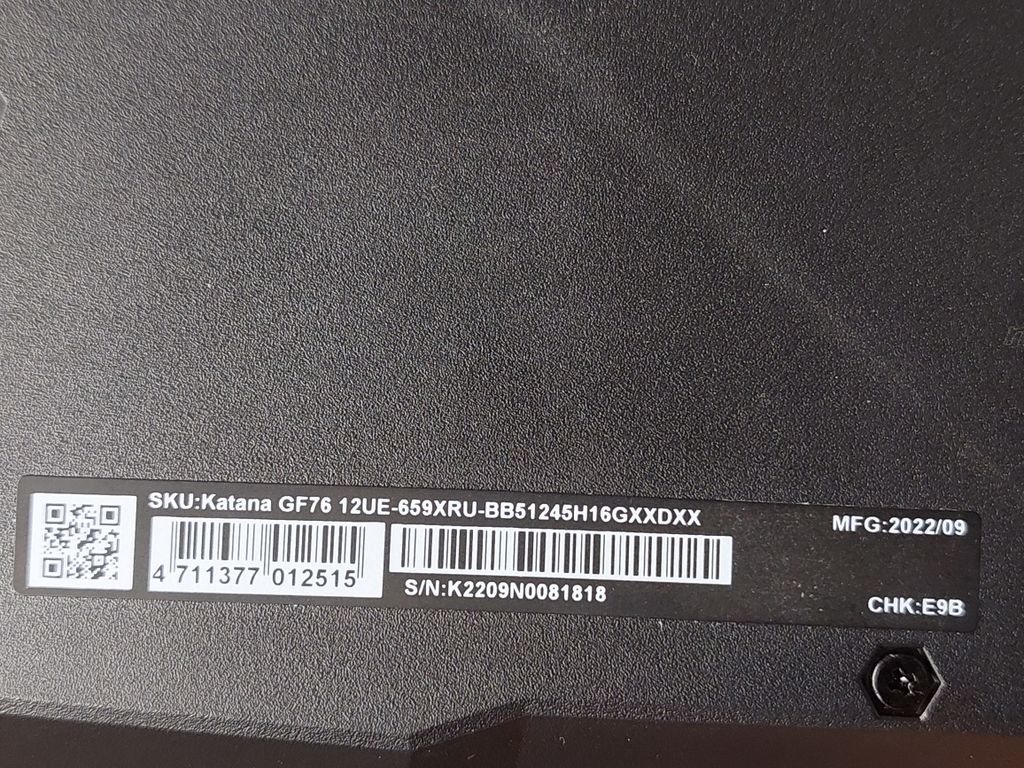 SKU:Katana GF76 12UE-659XRU-BB51245H16GXXDXX
MFG:2022/09
4 711377 012515
S/N:K2209N0081818
CHK:E9B